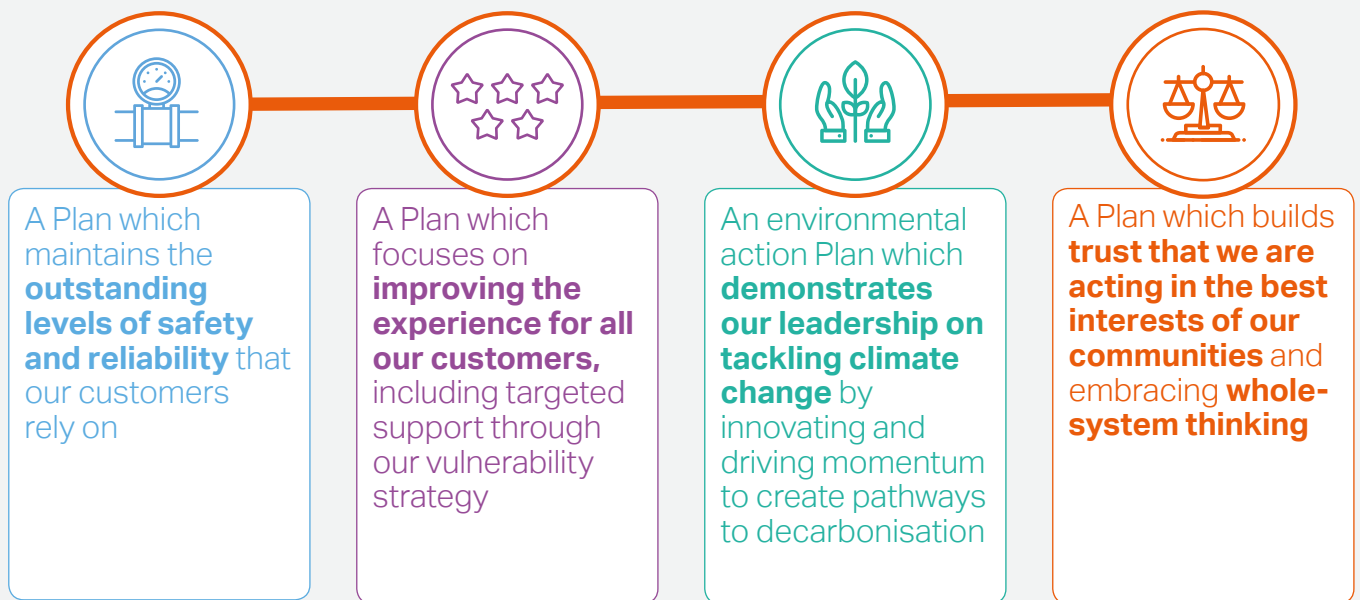 A Plan which
maintains the
outstanding
levels of safety
and reliability that
our customers
rely on
A Plan which
focuses on
improving the
experience for all
our customers,
including targeted
support through
our vulnerability
strategy
An environmental
action Plan which
demonstrates
our leadership on
tackling climate
change by
innovating and
driving momentum
to create pathways
to decarbonisation
A Plan which builds
trust that we are
acting in the best
interests of our
communities and
embracing whole-
system thinking